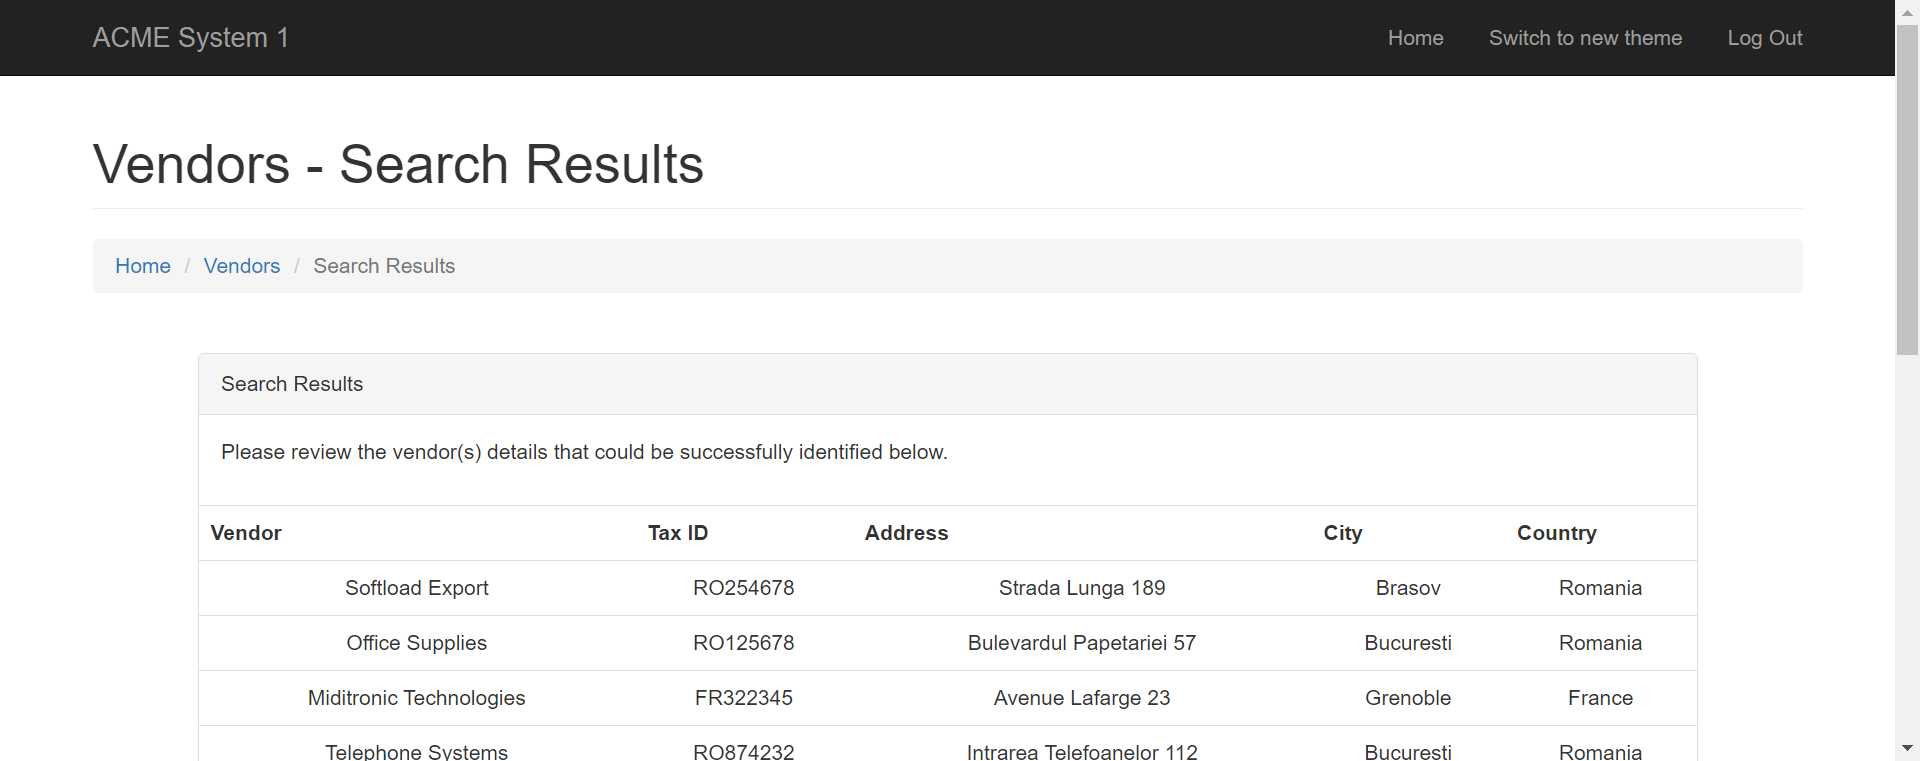 ACME System 1 Home Switch to new theme Log Out
Vendors - Search Results
Home / Vendors / Search Results
Search Results
Please review the vendor(s) details that could be successfully identified below.
Vendor Tax ID Address City Country
Softload Export RO254678 Strada Lunga 189 Brasov Romania
Office Supplies RO125678 Bulevardul Papetariei 57 Bucuresti Romania
Miditronic Technologies FR322345 Avenue Lafarge 23 Grenoble France
Telephone Systems RO874232 Intrarea Telefoanelor 112 Bucuresti Romania